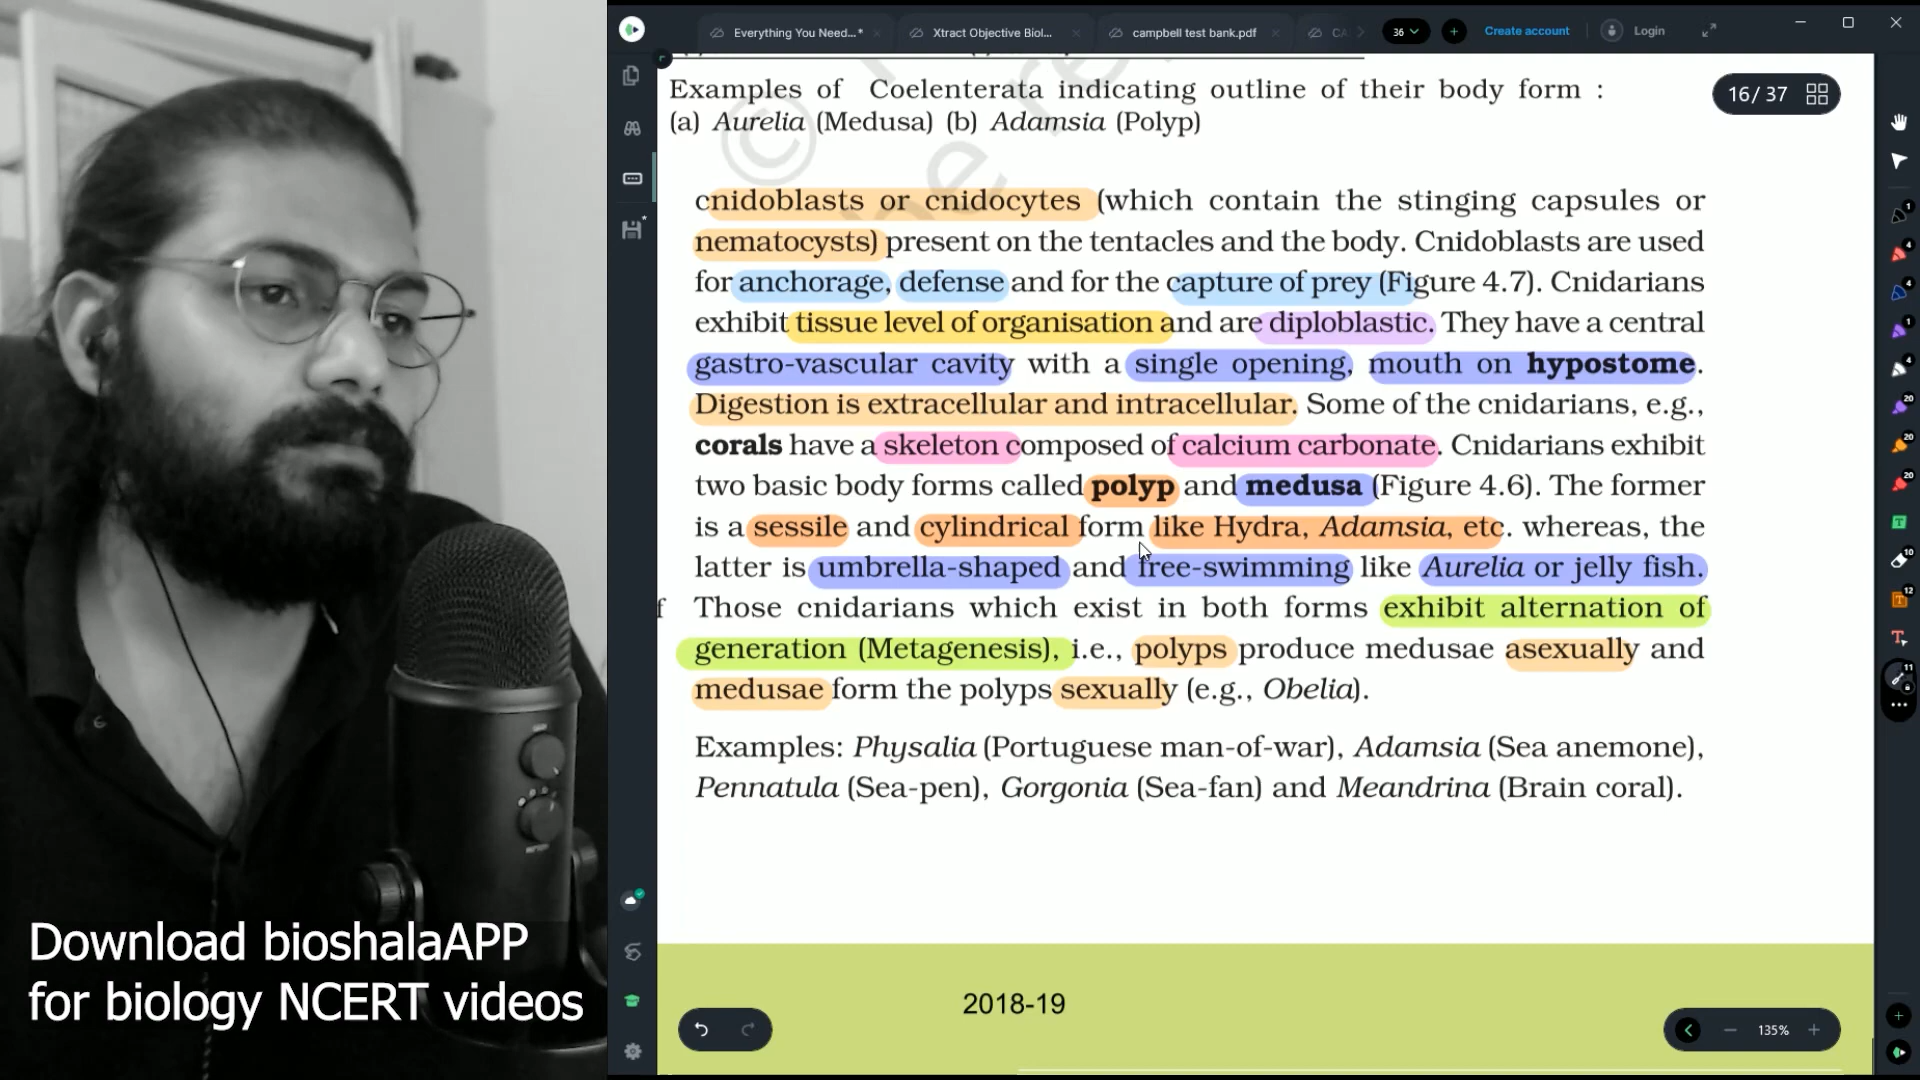 Everything You Need...*
Xtract Objective Biol...
campbell test bank.pdf
CA
36
Create account
Login
Examples of Coelenterata indicating outline of their body form :
(a) Aurelia (Medusa) (b) Adamsia (Polyp)
16/ 37
cnidoblasts or cnidocytes (which contain the stinging capsules or
nematocysts) present on the tentacles and the body. Cnidoblasts are used
for anchorage, defense and for the capture of prey (Figure 4.7). Cnidarians
exhibit tissue level of organisation and are diploblastic. They have a central
gastro-vascular cavity with a single opening, mouth on hypostome.
Digestion is extracellular and intracellular. Some of the cnidarians, e.g.,
corals have a skeleton composed of calcium carbonate. Cnidarians exhibit
two basic body forms called polyp and medusa (Figure 4.6). The former
is a sessile and cylindrical form like Hydra, Adamsia, etc. whereas, the
latter is umbrella-shaped and free-swimming like Aurelia or jelly fish.
f Those cnidarians which exist in both forms exhibit alternation of
generation (Metagenesis), i.e., polyps produce medusae asexually and
medusae form the polyps sexually (e.g., Obelia).
Examples: Physalia (Portuguese man-of-war), Adamsia (Sea anemone),
Pennatula (Sea-pen), Gorgonia (Sea-fan) and Meandrina (Brain coral).
2018-19
135%
Download bioshalaAPP
for biology NCERT videos